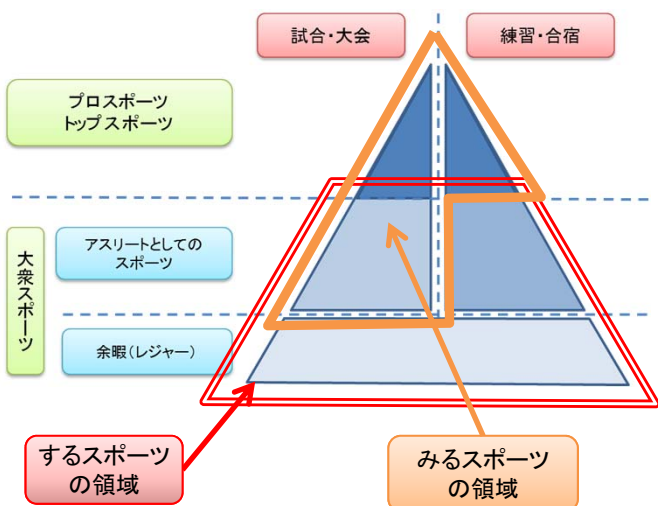 試合・大会
練習・合宿
プロスポーツ
トップスポーツ
大衆スポーツ
アスリートとしての
スポーツ
余暇(レジャー)
するスポーツ
の領域
みるスポーツ
の領域